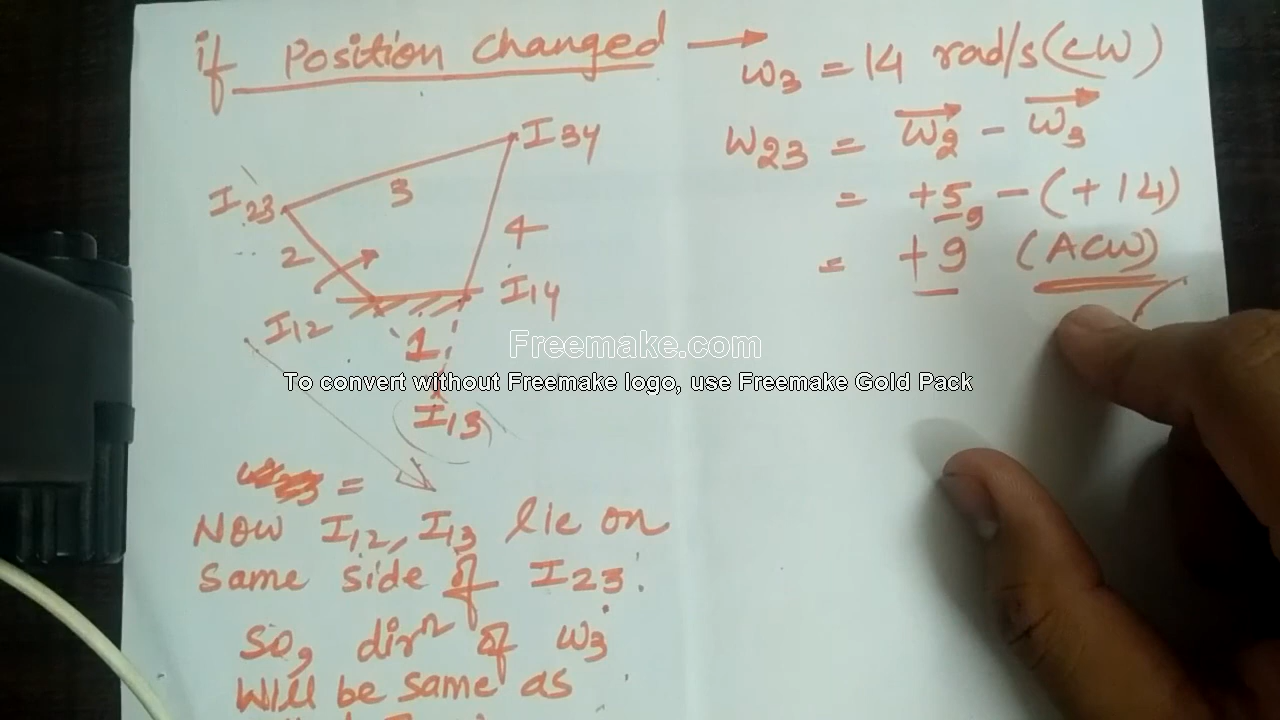 if Position changed → ω3 = 14 rad/s (CW)
ω23 = ω2 - ω3
= +5 - (+14)
9
= +9 (ACW)
I34
I23
3
2
4
I14
I12
1
I13
Freemake.com
To convert without Freemake logo, use Freemake Gold Pack
=
Now I12, I13 lie on
same side of I23.
So, dirn of ω3
will be same as